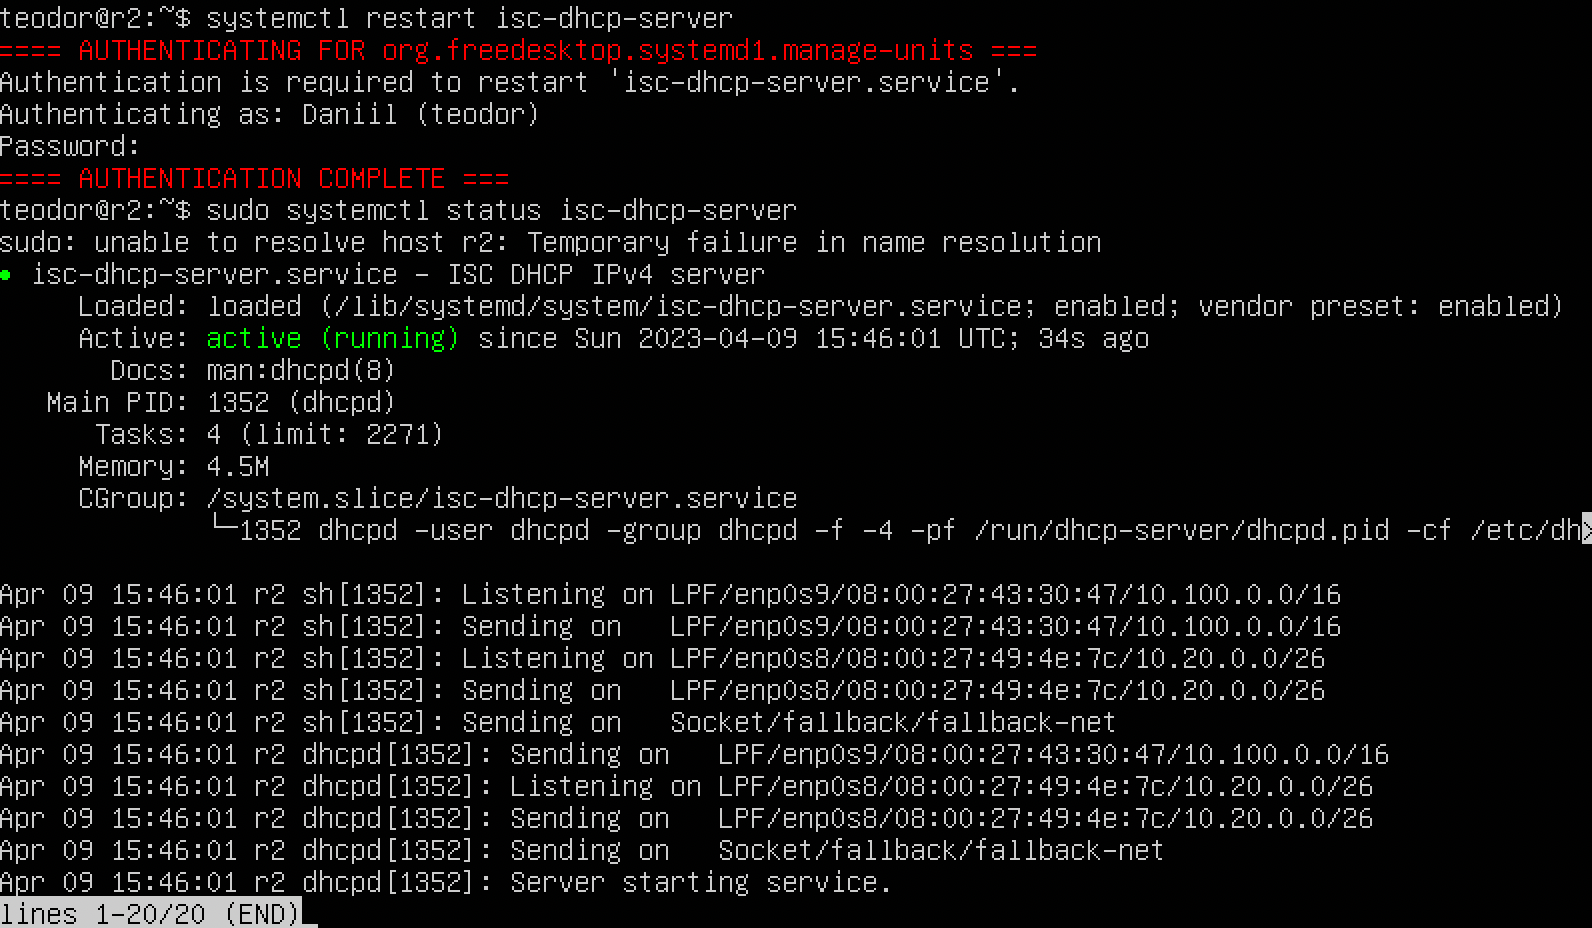 teodor@r2:~$ systemctl restart isc-dhcp-server
==== AUTHENTICATING FOR org.freedesktop.systemd1.manage-units ===
Authentication is required to restart 'isc-dhcp-server.service'.
Authenticating as: Daniil (teodor)
Password:
==== AUTHENTICATION COMPLETE ===
teodor@r2:~$ sudo systemctl status isc-dhcp-server
sudo: unable to resolve host r2: Temporary failure in name resolution
● isc-dhcp-server.service - ISC DHCP IPv4 server
     Loaded: loaded (/lib/systemd/system/isc-dhcp-server.service; enabled; vendor preset: enabled)
     Active: active (running) since Sun 2023-04-09 15:46:01 UTC; 34s ago
       Docs: man:dhcpd(8)
   Main PID: 1352 (dhcpd)
      Tasks: 4 (limit: 2271)
     Memory: 4.5M
     CGroup: /system.slice/isc-dhcp-server.service
             └─1352 dhcpd -user dhcpd -group dhcpd -f -4 -pf /run/dhcp-server/dhcpd.pid -cf /etc/dh>
Apr 09 15:46:01 r2 sh[1352]: Listening on LPF/enp0s9/08:00:27:43:30:47/10.100.0.0/16
Apr 09 15:46:01 r2 sh[1352]: Sending on   LPF/enp0s9/08:00:27:43:30:47/10.100.0.0/16
Apr 09 15:46:01 r2 sh[1352]: Listening on LPF/enp0s8/08:00:27:49:4e:7c/10.20.0.0/26
Apr 09 15:46:01 r2 sh[1352]: Sending on   LPF/enp0s8/08:00:27:49:4e:7c/10.20.0.0/26
Apr 09 15:46:01 r2 sh[1352]: Sending on   Socket/fallback/fallback-net
Apr 09 15:46:01 r2 dhcpd[1352]: Sending on   LPF/enp0s9/08:00:27:43:30:47/10.100.0.0/16
Apr 09 15:46:01 r2 dhcpd[1352]: Listening on LPF/enp0s8/08:00:27:49:4e:7c/10.20.0.0/26
Apr 09 15:46:01 r2 dhcpd[1352]: Sending on   LPF/enp0s8/08:00:27:49:4e:7c/10.20.0.0/26
Apr 09 15:46:01 r2 dhcpd[1352]: Sending on   Socket/fallback/fallback-net
Apr 09 15:46:01 r2 dhcpd[1352]: Server starting service.
lines 1-20/20 (END)